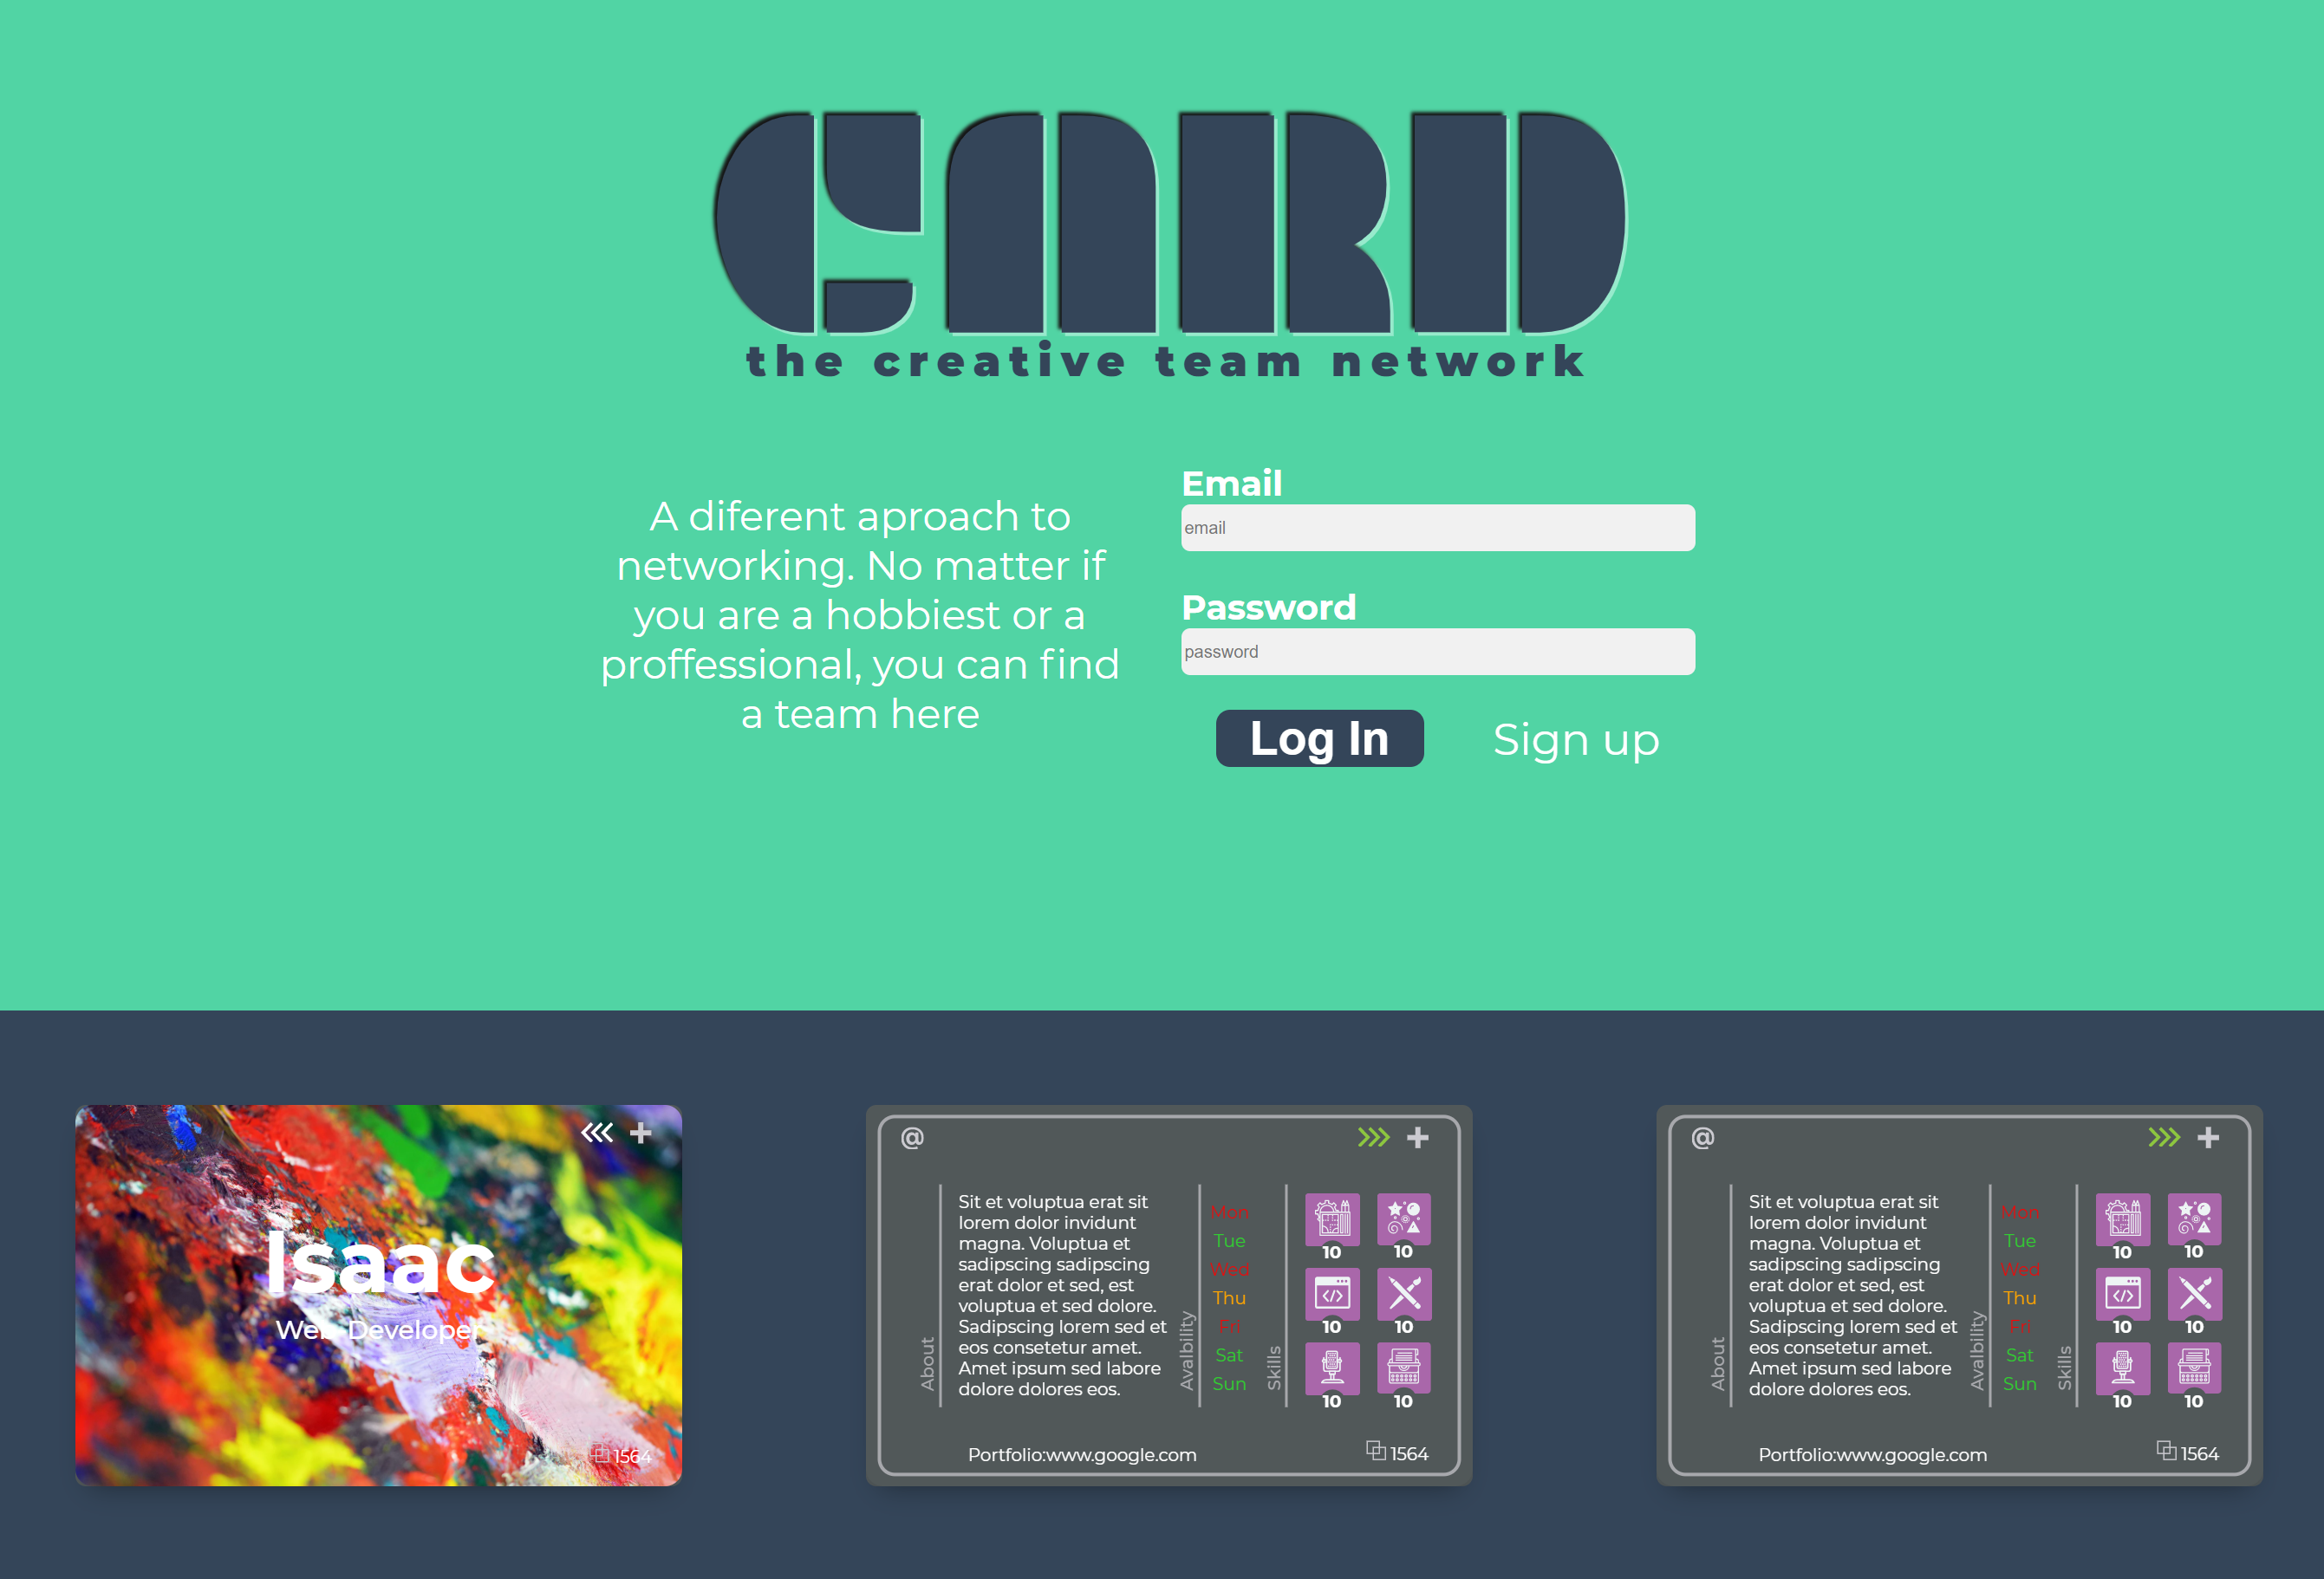 CARD
the creative team network
A diferent aproach to
networking. No matter if
you are a hobbiest or a
proffessional, you can find
a team here
Email
email
Password
password
Log In
Sign up
Isaac
Web Developer
1564
@
About
Sit et voluptua erat sit
lorem dolor invidunt
magna. Voluptua et
sadipscing sadipscing
erat dolor et sed, est
voluptua et sed dolore.
Sadipscing lorem sed et
eos consetetur amet.
Amet ipsum sed labore
dolore dolores eos.
Avalbility
Mon
Tue
Wed
Thu
Fri
Sat
Sun
Skills
10
10
10
10
10
10
Portfolio:www.google.com
1564
@
About
Sit et voluptua erat sit
lorem dolor invidunt
magna. Voluptua et
sadipscing sadipscing
erat dolor et sed, est
voluptua et sed dolore.
Sadipscing lorem sed et
eos consetetur amet.
Amet ipsum sed labore
dolore dolores eos.
Avalbility
Mon
Tue
Wed
Thu
Fri
Sat
Sun
Skills
10
10
10
10
10
10
Portfolio:www.google.com
1564